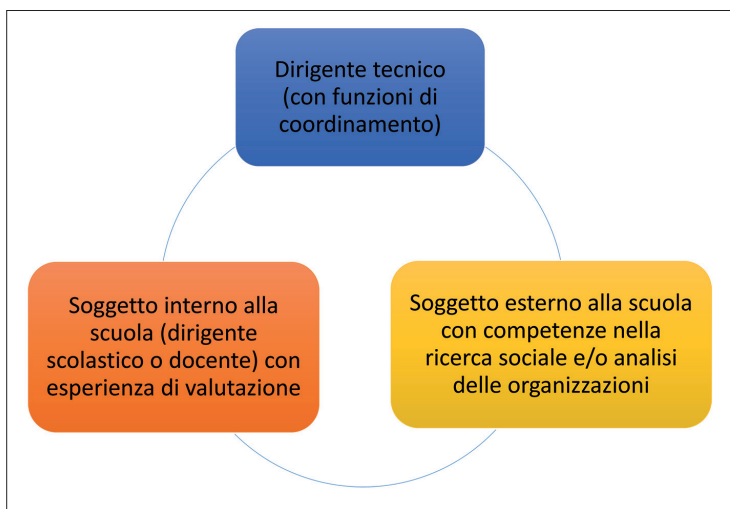 Dirigente tecnico
(con funzioni di
coordinamento)
Soggetto interno alla
scuola (dirigente
scolastico o docente) con
esperienza di valutazione
Soggetto esterno alla scuola
con competenze nella
ricerca sociale e/o analisi
delle organizzazioni